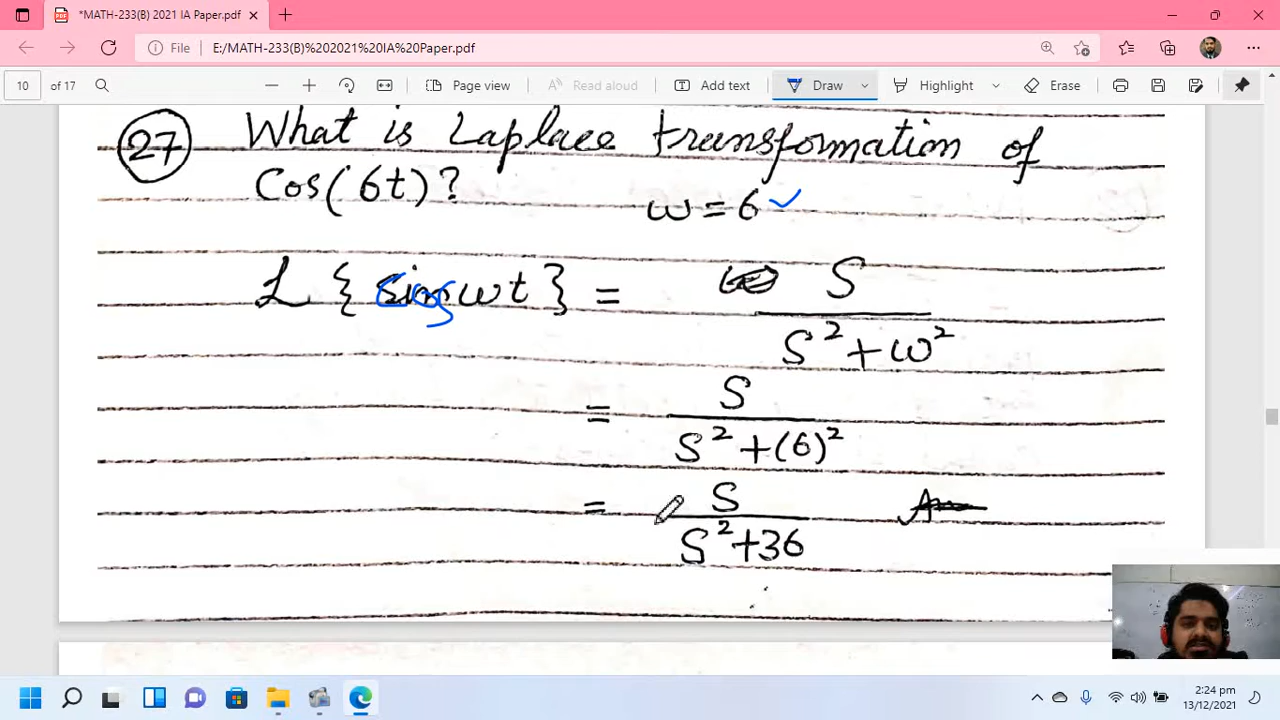 *MATH-233(B) 2021 IA Paper.pdf
File E:/MATH-233(B)%202021%20IA%20Paper.pdf
10 of 17 Page view Read aloud Add text Draw Highlight Erase
27 What is Laplace transformation of
Cos(6t)?
ω = 6 ✓
L { Cos ωt } = S / S² + ω²
= S / S² + (6)²
= S / S² + 36
2:24 pm
13/12/2021